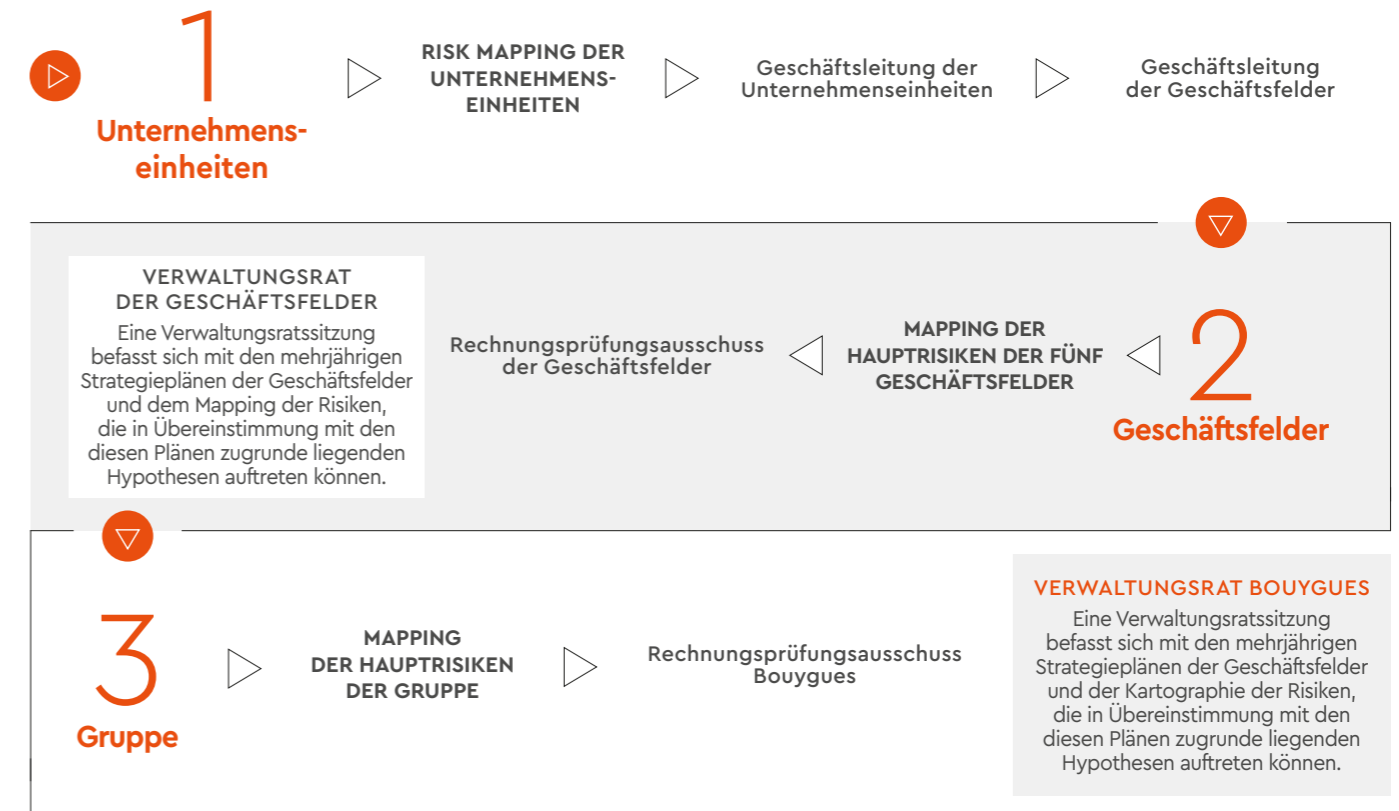 1
Unternehmens-
einheiten
RISK MAPPING DER
UNTERNEHMENS-
EINHEITEN
Geschäftsleitung der
Unternehmenseinheiten
Geschäftsleitung
der Geschäftsfelder
2
Geschäftsfelder
MAPPING DER
HAUPTRISIKEN DER FÜNF
GESCHÄFTSFELDER
Rechnungsprüfungsausschuss
der Geschäftsfelder
VERWALTUNGSRAT
DER GESCHÄFTSFELDER
Eine Verwaltungsratssitzung
befasst sich mit den mehrjährigen
Strategieplänen der Geschäftsfelder
und dem Mapping der Risiken,
die in Übereinstimmung mit den
diesen Plänen zugrunde liegenden
Hypothesen auftreten können.
3
Gruppe
MAPPING
DER HAUPTRISIKEN
DER GRUPPE
Rechnungsprüfungsausschuss
Bouygues
VERWALTUNGSRAT BOUYGUES
Eine Verwaltungsratssitzung
befasst sich mit den mehrjährigen
Strategieplänen der Geschäftsfelder
und der Kartographie der Risiken,
die in Übereinstimmung mit den
diesen Plänen zugrunde liegenden
Hypothesen auftreten können.